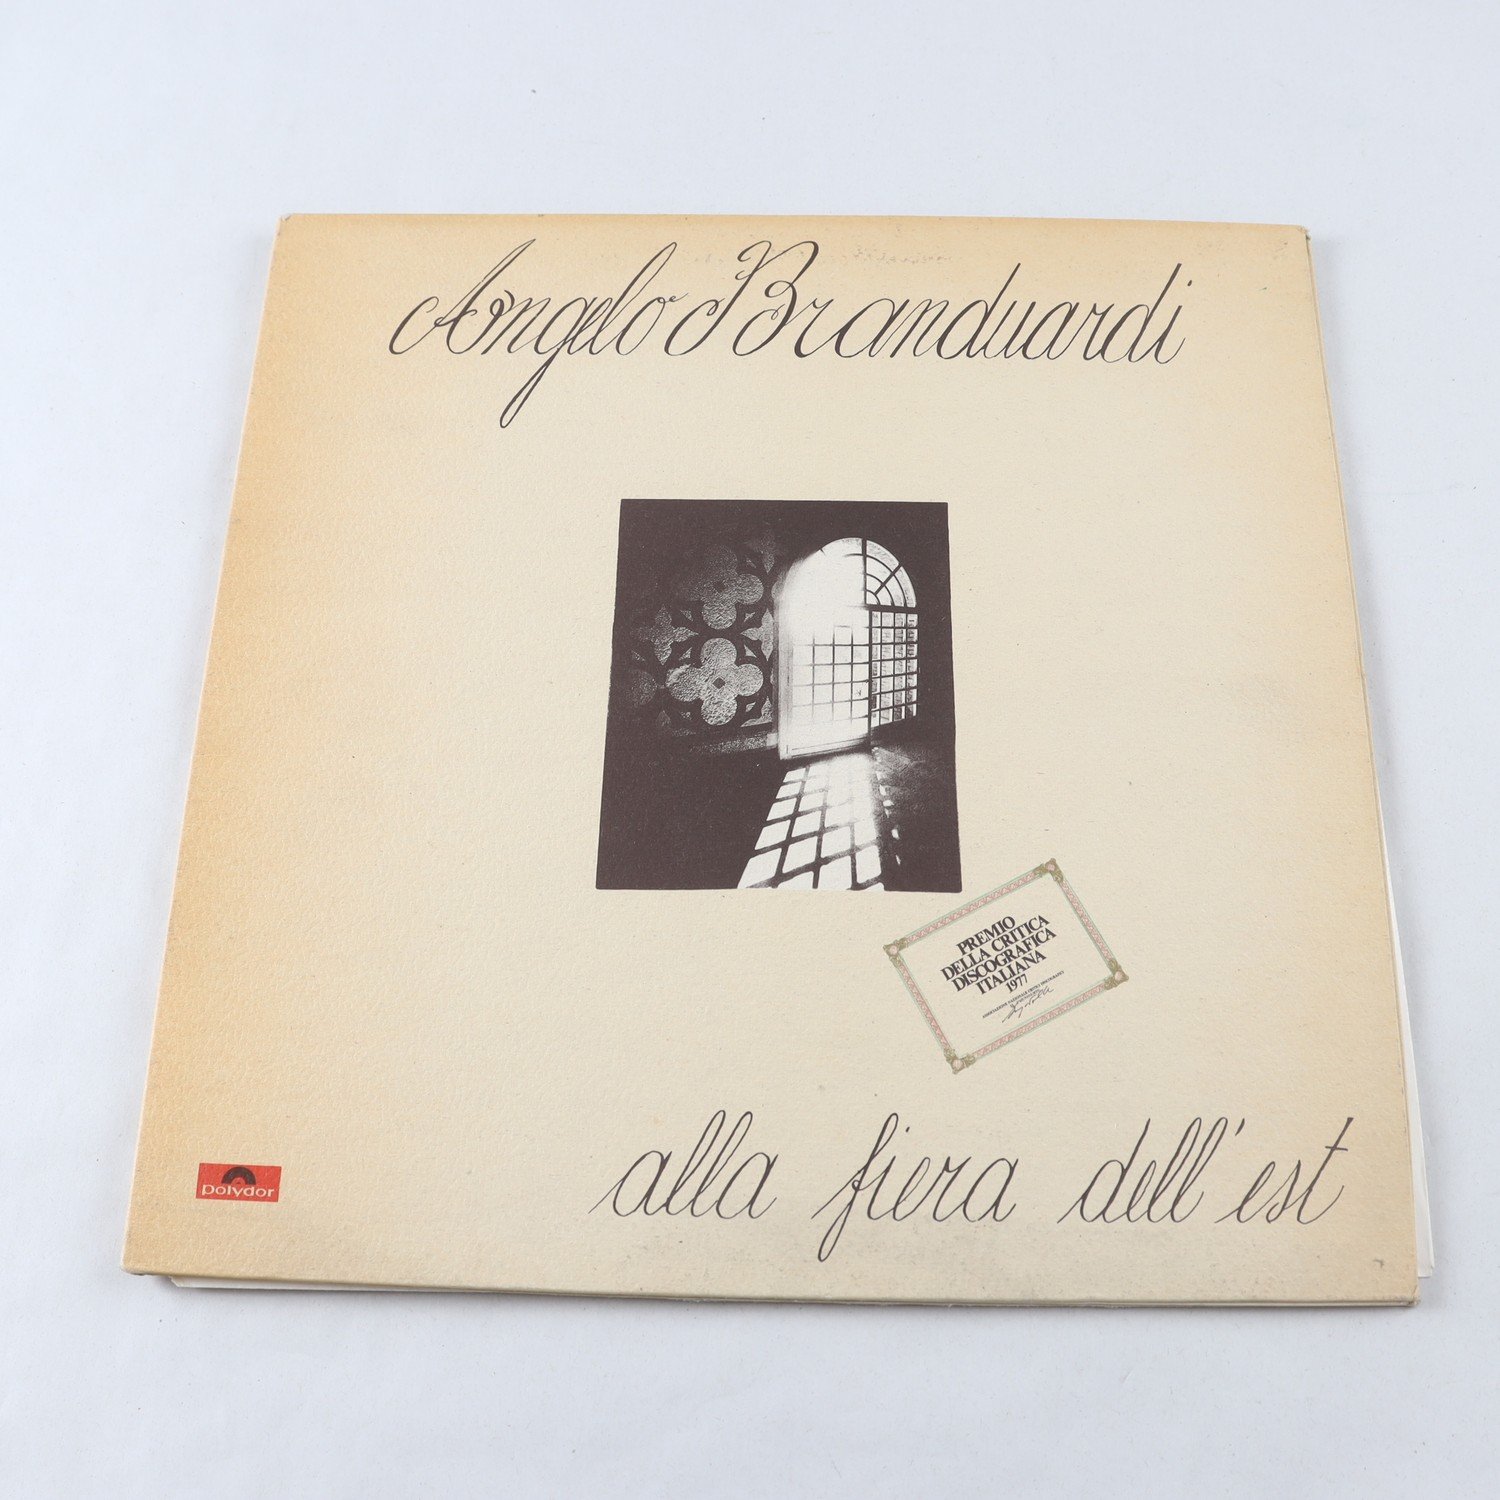 Angelo Branduardi
PREMIO
DELLA CRITICA
DISCOGRAFICA
ITALIANA
1977
polydor
alla fiera dell'est